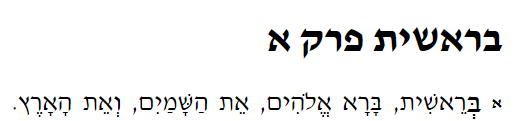 בראשית פרק א
א בְּרֵאשִׁית, בָּרָא אֱלֹהִים, אֵת הַשָּׁמַיִם, וְאֵת הָאָרֶץ.